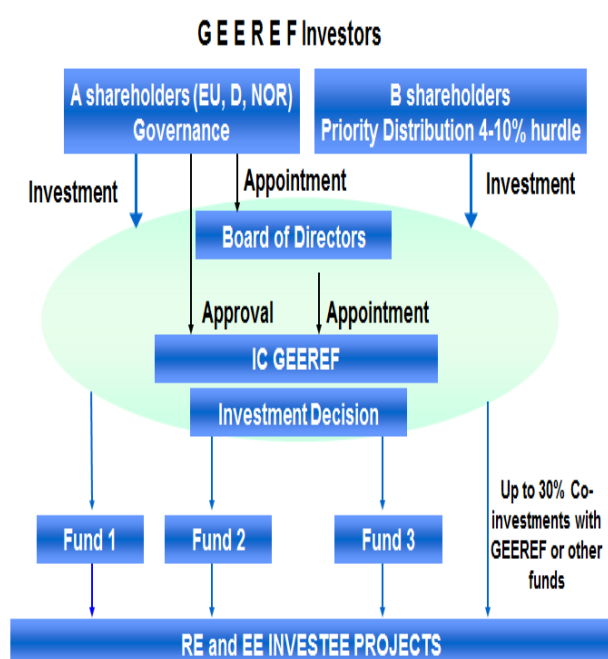 G E E R E F Investors
A shareholders (EU, D, NOR)
Governance
B shareholders
Priority Distribution 4-10% hurdle
Investment
Appointment
Investment
Board of Directors
Approval
Appointment
IC GEEREF
Investment Decision
Up to 30% Co-
investments with
GEEREF or other
funds
Fund 1
Fund 2
Fund 3
RE and EE INVESTEE PROJECTS